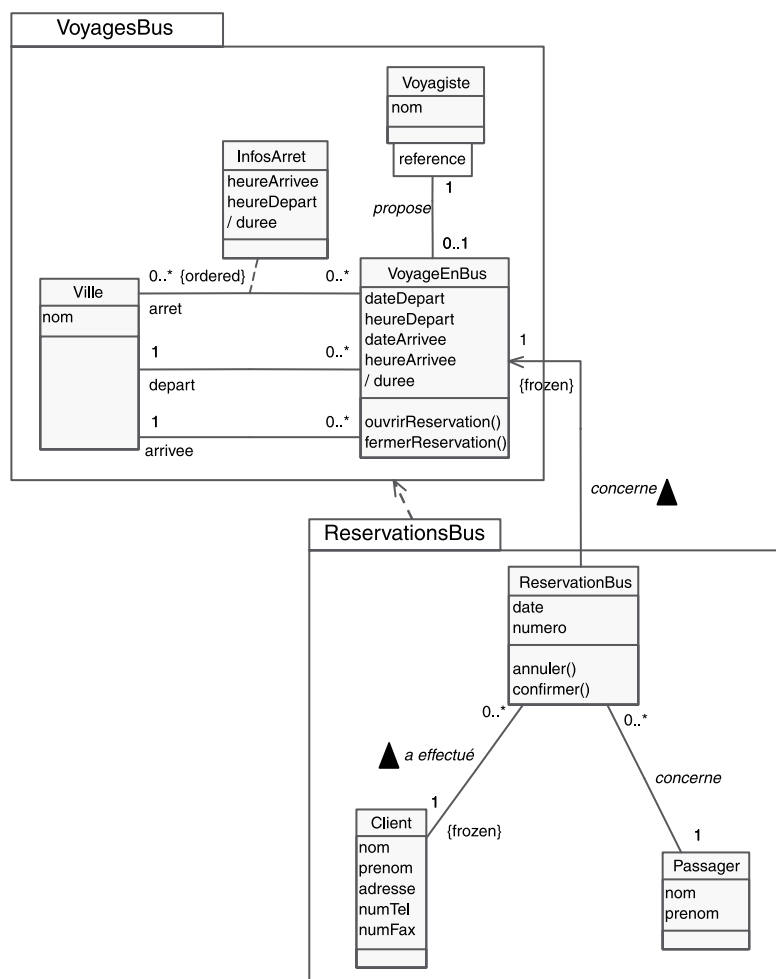 VoyagesBus
Voyagiste
nom
reference
1
propose
0..1
InfosArret
heureArrivee
heureDepart
/ duree
0..* {ordered}
0..*
arret
Ville
nom
1
0..*
depart
1
0..*
arrivee
VoyageEnBus
dateDepart
heureDepart
dateArrivee
heureArrivee
/ duree
ouvrirReservation()
fermerReservation()
1
{frozen}
concerne
ReservationsBus
ReservationBus
date
numero
annuler()
confirmer()
0..*
0..*
a effectué
concerne
1
{frozen}
1
Client
nom
prenom
adresse
numTel
numFax
Passager
nom
prenom